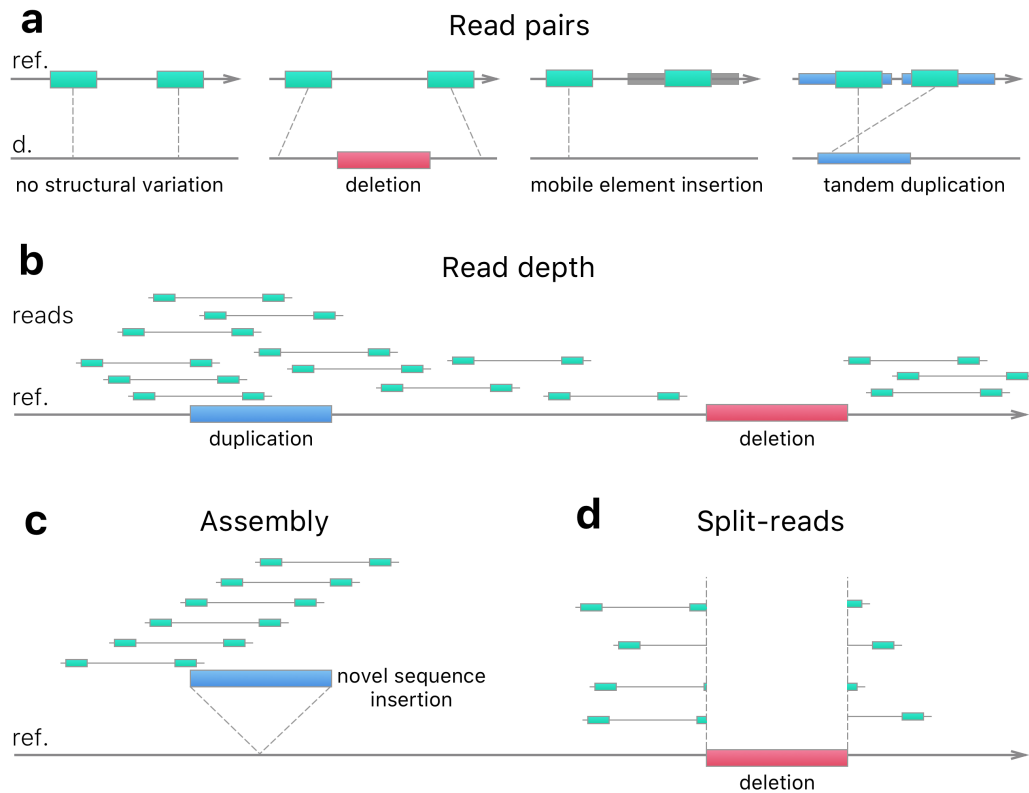 a
Read pairs
ref.
d.
no structural variation
deletion
mobile element insertion
tandem duplication
b
Read depth
reads
ref.
duplication
deletion
c
Assembly
novel sequence
insertion
ref.
d
Split-reads
deletion